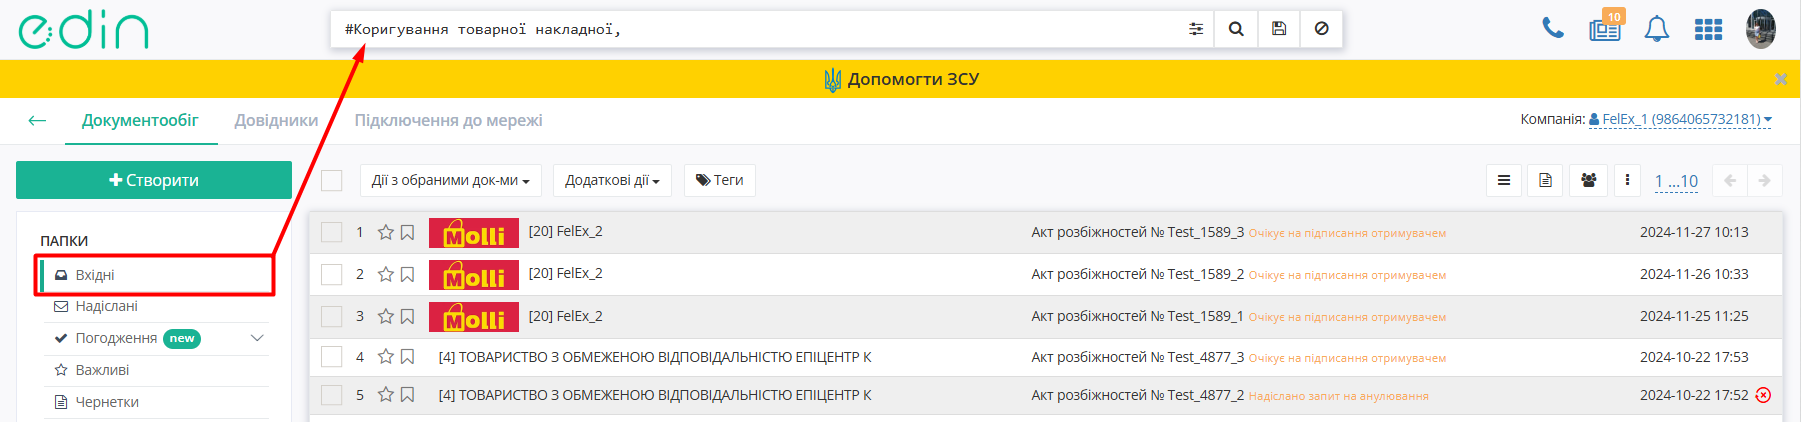 edin
#Коригування товарної накладної,
10
Допомогти ЗСУ
Документообіг Довідники Підключення до мережі Компанія: FelEx_1 (9864065732181)
Створити Дії з обраними док-ми Додаткові дії Теги 1 ...10
ПАПКИ
Вхідні
Надіслані
Погодження new
Важливі
Чернетки
1 Molli [20] FelEx_2 Акт розбіжностей № Test_1589_3 Очікує на підписання отримувачем 2024-11-27 10:13
2 Molli [20] FelEx_2 Акт розбіжностей № Test_1589_2 Очікує на підписання отримувачем 2024-11-26 10:33
3 Molli [20] FelEx_2 Акт розбіжностей № Test_1589_1 Очікує на підписання отримувачем 2024-11-25 11:25
4 [4] ТОВАРИСТВО З ОБМЕЖЕНОЮ ВІДПОВІДАЛЬНІСТЮ ЕПІЦЕНТР К Акт розбіжностей № Test_4877_3 Очікує на підписання отримувачем 2024-10-22 17:53
5 [4] ТОВАРИСТВО З ОБМЕЖЕНОЮ ВІДПОВІДАЛЬНІСТЮ ЕПІЦЕНТР К Акт розбіжностей № Test_4877_2 Надіслано запит на анулювання 2024-10-22 17:52